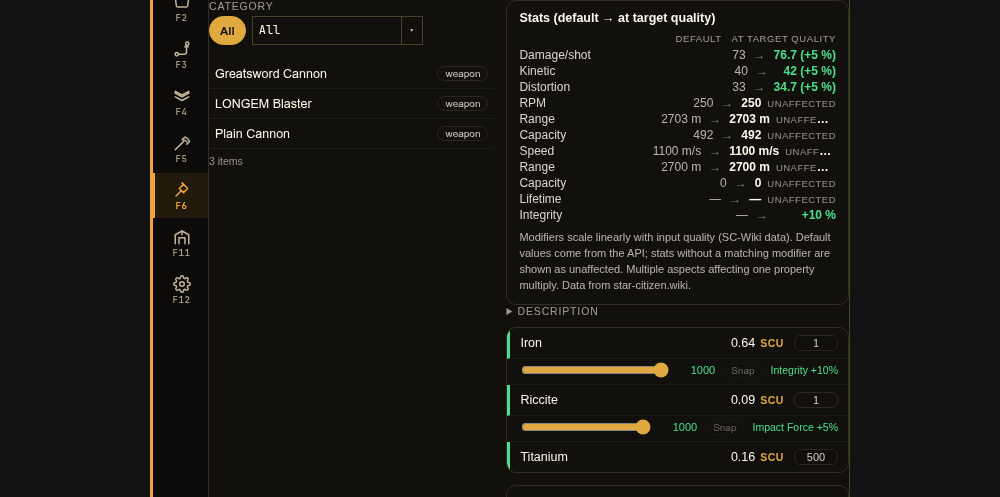 F2
F3
F4
F5
F6
F11
F12
CATEGORY
All
All
Greatsword Cannon weapon
LONGEM Blaster weapon
Plain Cannon weapon
3 items
Stats (default → at target quality)
DEFAULT AT TARGET QUALITY
Damage/shot 73 → 76.7 (+5 %)
Kinetic 40 → 42 (+5 %)
Distortion 33 → 34.7 (+5 %)
RPM 250 → 250 UNAFFECTED
Range 2703 m → 2703 m UNAFFE…
Capacity 492 → 492 UNAFFECTED
Speed 1100 m/s → 1100 m/s UNAFF…
Range 2700 m → 2700 m UNAFFE…
Capacity 0 → 0 UNAFFECTED
Lifetime — → — UNAFFECTED
Integrity — → +10 %
Modifiers scale linearly with input quality (SC-Wiki data). Default
values come from the API; stats without a matching modifier are
shown as unaffected. Multiple aspects affecting one property
multiply. Data from star-citizen.wiki.
DESCRIPTION
Iron 0.64 SCU 1
1000 Snap Integrity +10%
Riccite 0.09 SCU 1
1000 Snap Impact Force +5%
Titanium 0.16 SCU 500